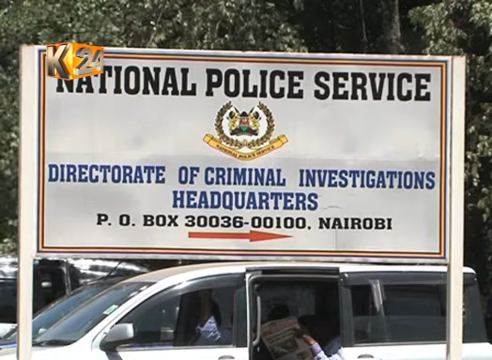 K24
NATIONAL POLICE SERVICE
DIRECTORATE OF CRIMINAL INVESTIGATIONS
HEADQUARTERS
P. O. BOX 30036-00100, NAIROBI